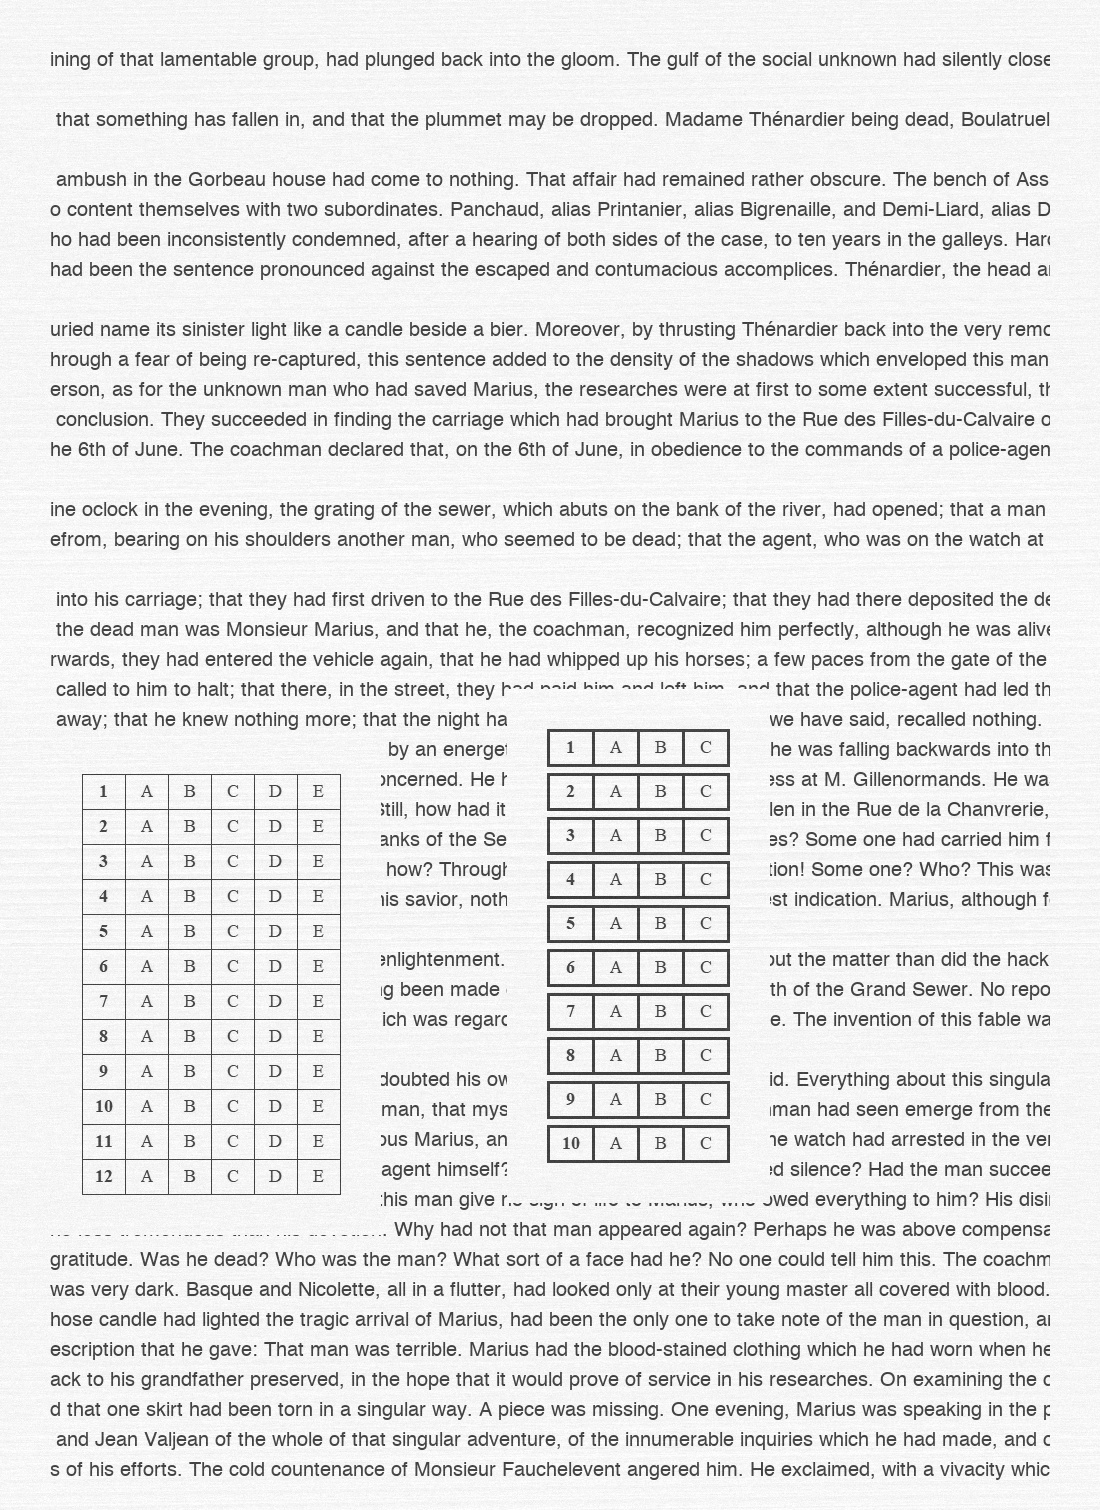 ining of that lamentable group, had plunged back into the gloom. The gulf of the social unknown had silently close
that something has fallen in, and that the plummet may be dropped. Madame Thénardier being dead, Boulatruel
ambush in the Gorbeau house had come to nothing. That affair had remained rather obscure. The bench of Ass
o content themselves with two subordinates. Panchaud, alias Printanier, alias Bigrenaille, and Demi-Liard, alias D
ho had been inconsistently condemned, after a hearing of both sides of the case, to ten years in the galleys. Hard
had been the sentence pronounced against the escaped and contumacious accomplices. Thénardier, the head a
uried name its sinister light like a candle beside a bier. Moreover, by thrusting Thénardier back into the very remo
hrough a fear of being re-captured, this sentence added to the density of the shadows which enveloped this man
erson, as for the unknown man who had saved Marius, the researches were at first to some extent successful, th
conclusion. They succeeded in finding the carriage which had brought Marius to the Rue des Filles-du-Calvaire o
he 6th of June. The coachman declared that, on the 6th of June, in obedience to the commands of a police-agen
ine oclock in the evening, the grating of the sewer, which abuts on the bank of the river, had opened; that a man
efrom, bearing on his shoulders another man, who seemed to be dead; that the agent, who was on the watch at
into his carriage; that they had first driven to the Rue des Filles-du-Calvaire; that they had there deposited the de
the dead man was Monsieur Marius, and that he, the coachman, recognized him perfectly, although he was alive
rwards, they had entered the vehicle again, that he had whipped up his horses; a few paces from the gate of the
called to him to halt; that there, in the street, they had paid him and left him, and that the police-agent had led th
away; that he knew nothing more; that the night ha we have said, recalled nothing.
by an energe he was falling backwards into th
oncerned. He h ess at M. Gillenormands. He wa
Still, how had it len in the Rue de la Chanvrerie,
anks of the Se es? Some one had carried him f
how? Through tion! Some one? Who? This was
his savior, noth est indication. Marius, although f
enlightenment. out the matter than did the hack
ng been made th of the Grand Sewer. No repo
ich was regard e. The invention of this fable wa
doubted his ow id. Everything about this singula
man, that mys man had seen emerge from the
ous Marius, an he watch had arrested in the ver
agent himself? ed silence? Had the man succee
this man give no sign of life to Marius, who owed everything to him? His disi
he less tremendous than his devotion. Why had not that man appeared again? Perhaps he was above compensa
gratitude. Was he dead? Who was the man? What sort of a face had he? No one could tell him this. The coachm
was very dark. Basque and Nicolette, all in a flutter, had looked only at their young master all covered with blood.
hose candle had lighted the tragic arrival of Marius, had been the only one to take note of the man in question, an
escription that he gave: That man was terrible. Marius had the blood-stained clothing which he had worn when he
ack to his grandfather preserved, in the hope that it would prove of service in his researches. On examining the c
d that one skirt had been torn in a singular way. A piece was missing. One evening, Marius was speaking in the p
and Jean Valjean of the whole of that singular adventure, of the innumerable inquiries which he had made, and o
s of his efforts. The cold countenance of Monsieur Fauchelevent angered him. He exclaimed, with a vivacity whic
1 A B C D E
2 A B C D E
3 A B C D E
4 A B C D E
5 A B C D E
6 A B C D E
7 A B C D E
8 A B C D E
9 A B C D E
10 A B C D E
11 A B C D E
12 A B C D E
1 A B C
2 A B C
3 A B C
4 A B C
5 A B C
6 A B C
7 A B C
8 A B C
9 A B C
10 A B C